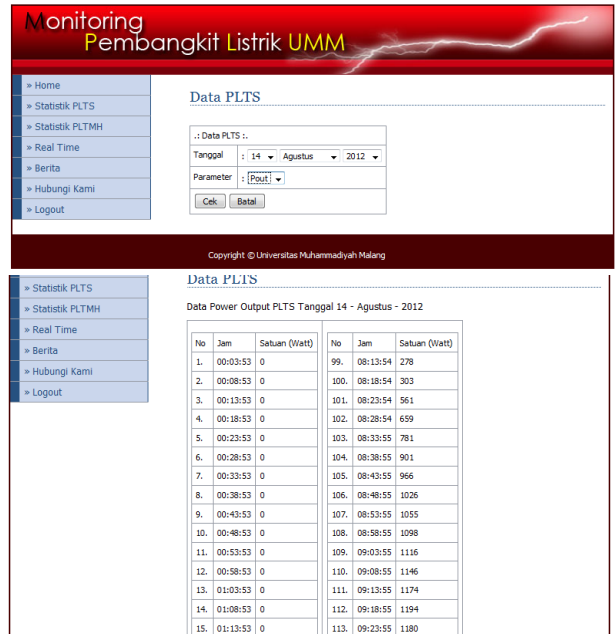 Monitoring
Pembangkit Listrik UMM
» Home
» Statistik PLTS
» Statistik PLTMH
» Real Time
» Berita
» Hubungi Kami
» Logout
Data PLTS
.: Data PLTS :.
Tanggal : 14 Agustus 2012
Parameter : Pout
Cek Batal
Copyright © Universitas Muhammadiyah Malang
» Statistik PLTS
» Statistik PLTMH
» Real Time
» Berita
» Hubungi Kami
» Logout
Data PLTS
Data Power Output PLTS Tanggal 14 - Agustus - 2012
No Jam Satuan (Watt) No Jam Satuan (Watt)
1. 00:03:53 0 99. 08:13:54 278
2. 00:08:53 0 100. 08:18:54 303
3. 00:13:53 0 101. 08:23:54 561
4. 00:18:53 0 102. 08:28:54 659
5. 00:23:53 0 103. 08:33:55 781
6. 00:28:53 0 104. 08:38:55 901
7. 00:33:53 0 105. 08:43:55 966
8. 00:38:53 0 106. 08:48:55 1026
9. 00:43:53 0 107. 08:53:55 1055
10. 00:48:53 0 108. 08:58:55 1098
11. 00:53:53 0 109. 09:03:55 1116
12. 00:58:53 0 110. 09:08:55 1146
13. 01:03:53 0 111. 09:13:55 1174
14. 01:08:53 0 112. 09:18:55 1194
15. 01:13:53 0 113. 09:23:55 1180